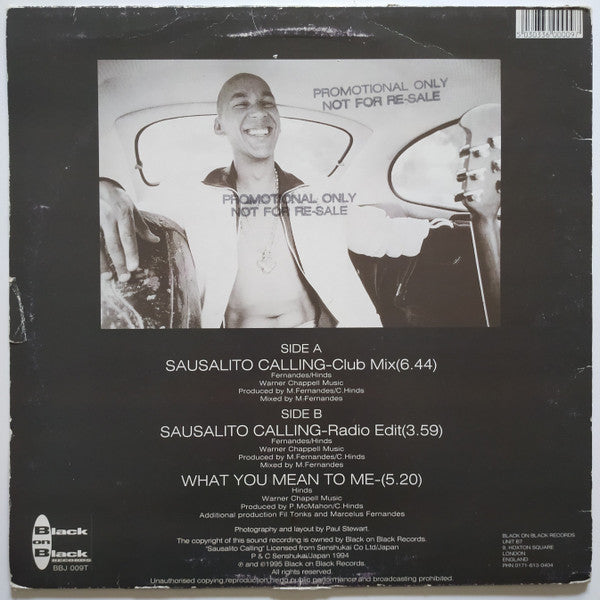 PROMOTIONAL ONLY
NOT FOR RE-SALE
PROMOTIONAL ONLY
NOT FOR RE-SALE
SIDE A
SAUSALITO CALLING-Club Mix(6.44)
Fernandes/Hinds
Warner Chappell Music
Produced by M.Fernandes/C.Hinds
Mixed by M.Fernandes
SIDE B
SAUSALITO CALLING-Radio Edit(3.59)
Fernandes/Hinds
Warner Chappell Music
Produced by M.Fernandes/C.Hinds
Mixed by M.Fernandes
WHAT YOU MEAN TO ME-(5.20)
Hinds
Warner Chapell Music
Produced by P.McMahon/C.Hinds
Additional production Fil Tonks and Marcelus Fernandes
Photography and layout by Paul Stewart.
The copyright of this sound recording is owned by Black on Black Records.
"Sausalito Calling" Licensed from Senshukai Co Ltd/Japan
P & C Senshukai/Japan 1994
℗ and ©1995 Black on Black Records.
All rights reserved.
Unauthorised copying, reproduction, hiring, public performance and broadcasting prohibited.
Black
on
Black
RECORDS
BBJ 009T
BLACK ON BLACK RECORDS
UNIT B7
9, HOXTON SQUARE
LONDON
ENGLAND
PHN 0171-613-0404